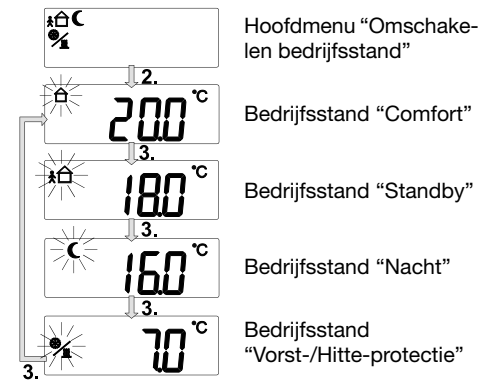 Hoofdmenu “Omschake-
len bedrijfsstand”
2.
20.0 °C
Bedrijfsstand “Comfort”
3.
18.0 °C
Bedrijfsstand “Standby”
3.
16.0 °C
Bedrijfsstand “Nacht”
3.
7.0 °C
Bedrijfsstand
“Vorst-/Hitte-protectie”
3.